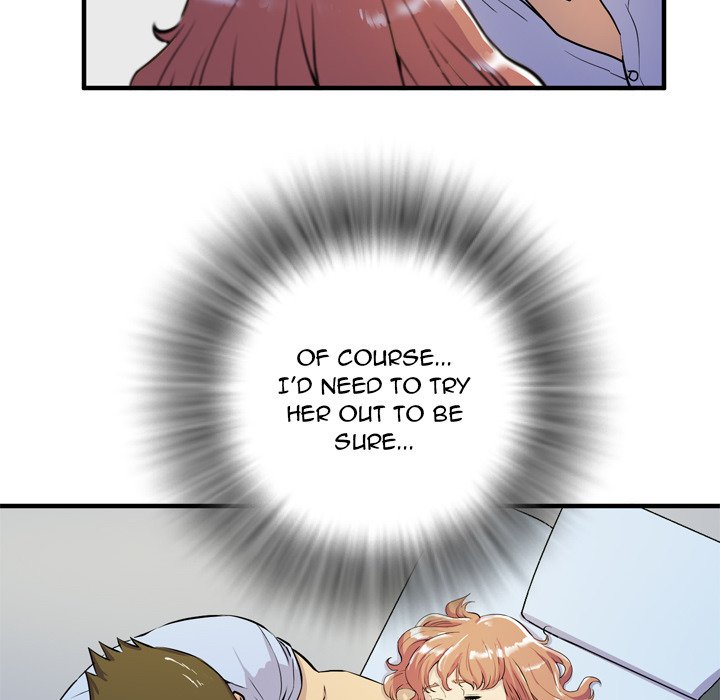 OF COURSE...
I'D NEED TO TRY
HER OUT TO BE
SURE...